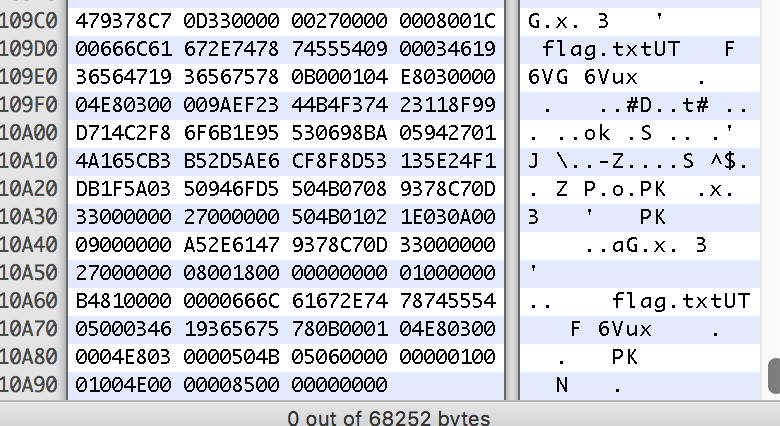 109C0 479378C7 0D330000 00270000 0008001C G.x. 3 '
109D0 00666C61 672E7478 74555409 00034619 flag.txtUT F
109E0 36564719 36567578 0B000104 E8030000 6VG 6Vux .
109F0 04E80300 009AEF23 44B4F374 23118F99 . ..#D..t# ..
10A00 D714C2F8 6F6B1E95 530698BA 05942701 . ..ok .S .. .'
10A10 4A165CB3 B52D5AE6 CF8F8D53 135E24F1 J \..-Z....S ^$.
10A20 DB1F5A03 50946FD5 504B0708 9378C70D . Z P.o.PK .x.
10A30 33000000 27000000 504B0102 1E030A00 3 ' PK
10A40 09000000 A52E6147 9378C70D 33000000 ..aG.x. 3
10A50 27000000 08001800 00000000 01000000 '
10A60 B4810000 0000666C 61672E74 78745554 .. flag.txtUT
10A70 05000346 19365675 780B0001 04E80300 F 6Vux .
10A80 0004E803 0000504B 05060000 00000100 . PK
10A90 01004E00 00008500 00000000 N .
0 out of 68252 bytes